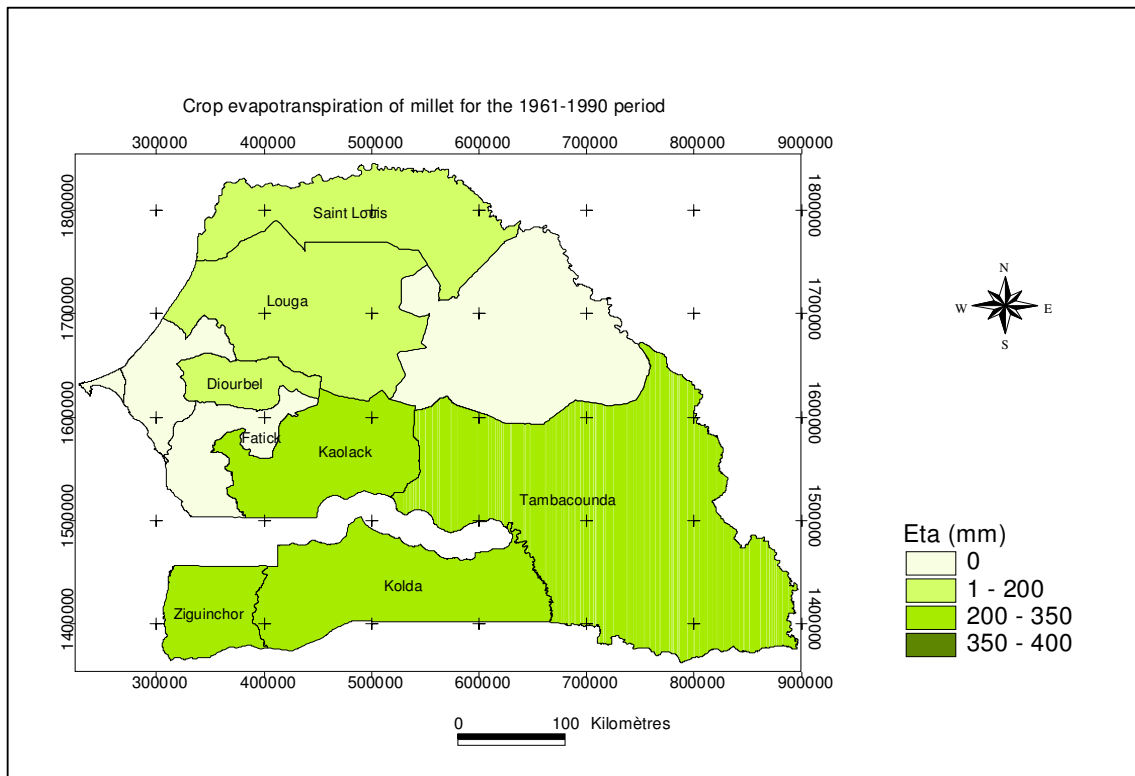 Crop evapotranspiration of millet for the 1961-1990 period
300000 400000 500000 600000 700000 800000 900000
1800000 1800000
Saint Louis
N
Louga
1700000 1700000
W E
S
Diourbel
1600000 1600000
Fatick
Kaolack
Tambacounda
1500000 1500000
Eta (mm)
0
Kolda
1 - 200
Ziguinchor
200 - 350
1400000 1400000
350 - 400
300000 400000 500000 600000 700000 800000 900000
0 100 Kilomètres